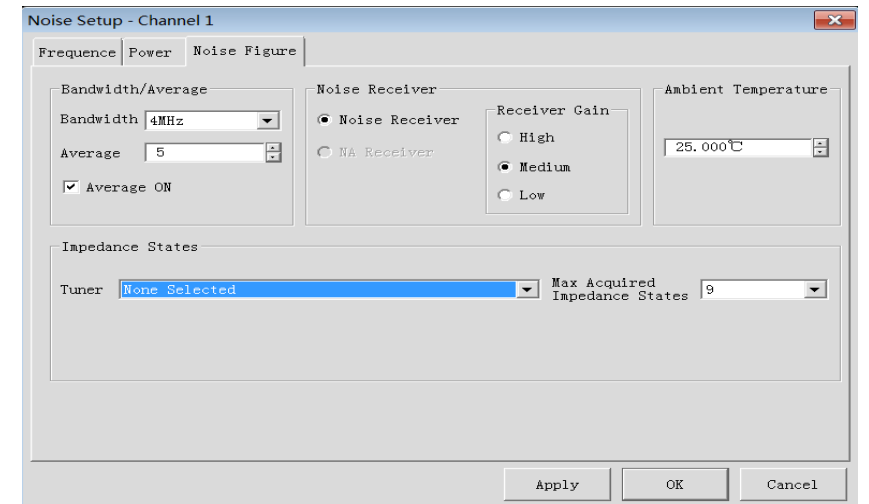 Noise Setup - Channel 1
Frequence Power Noise Figure
Bandwidth/Average
Bandwidth 4MHz
Average 5
Average ON
Noise Receiver
Noise Receiver
NA Receiver
Receiver Gain
High
Medium
Low
Ambient Temperature
25.000℃
Impedance States
Tuner None Selected
Max Acquired
Impedance States 9
Apply OK Cancel